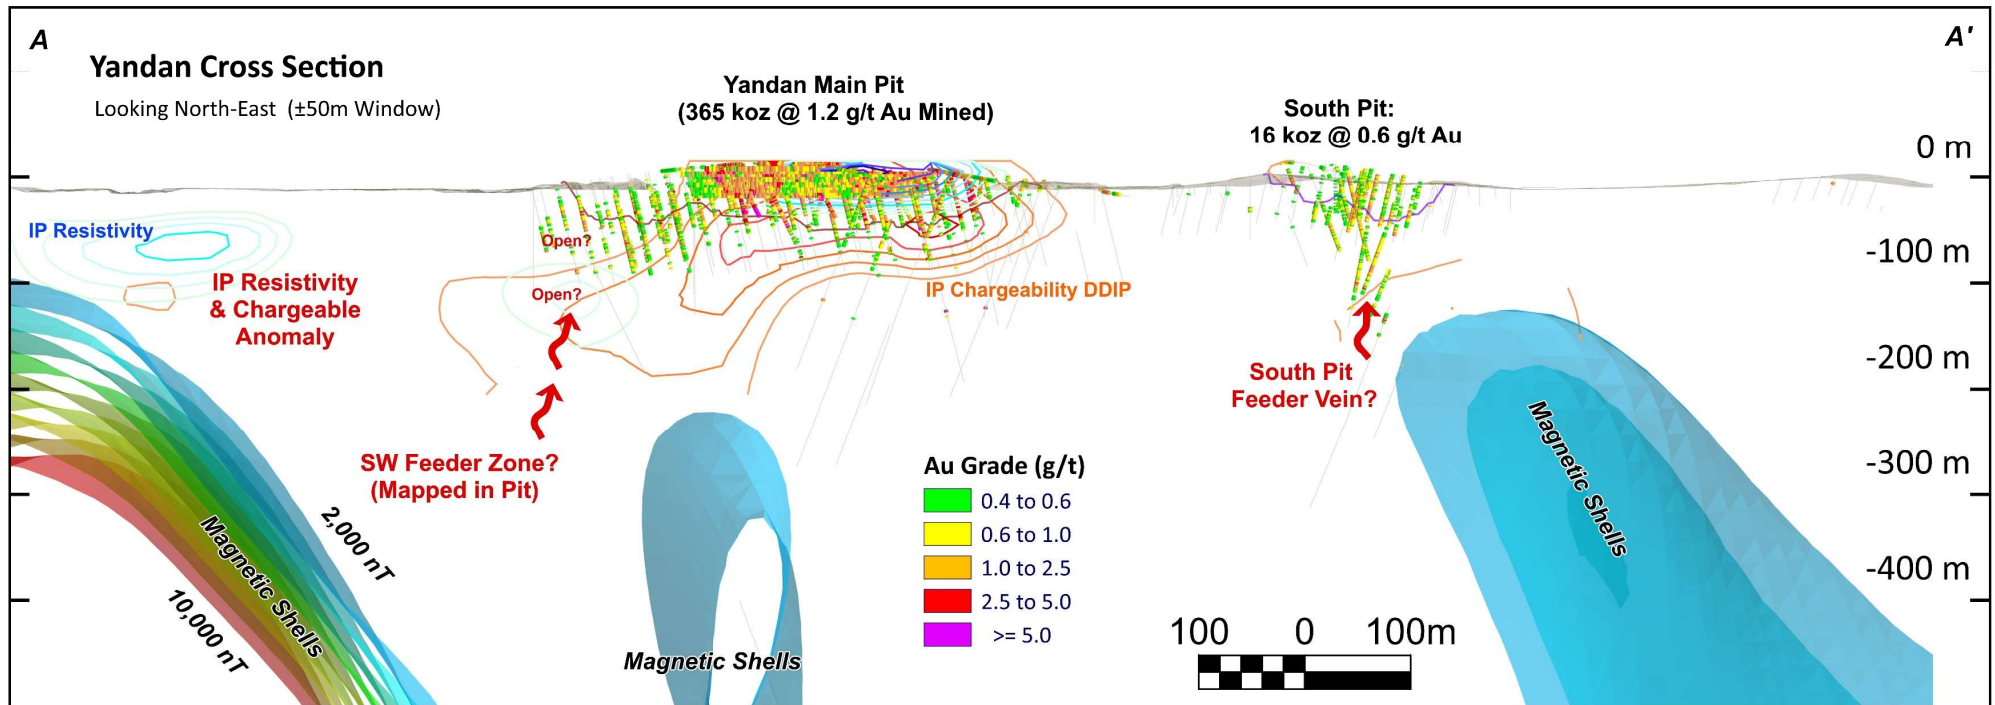 A
A'
Yandan Cross Section
Looking North-East (±50m Window)
Yandan Main Pit
(365 koz @ 1.2 g/t Au Mined)
South Pit:
16 koz @ 0.6 g/t Au
0 m
-100 m
-200 m
-300 m
-400 m
IP Resistivity
IP Resistivity
& Chargeable
Anomaly
Open?
Open?
IP Chargeability DDIP
South Pit
Feeder Vein?
SW Feeder Zone?
(Mapped in Pit)
2,000 nT
Magnetic Shells
10,000 nT
Magnetic Shells
Magnetic Shells
Au Grade (g/t)
0.4 to 0.6
0.6 to 1.0
1.0 to 2.5
2.5 to 5.0
>= 5.0
100 0 100m